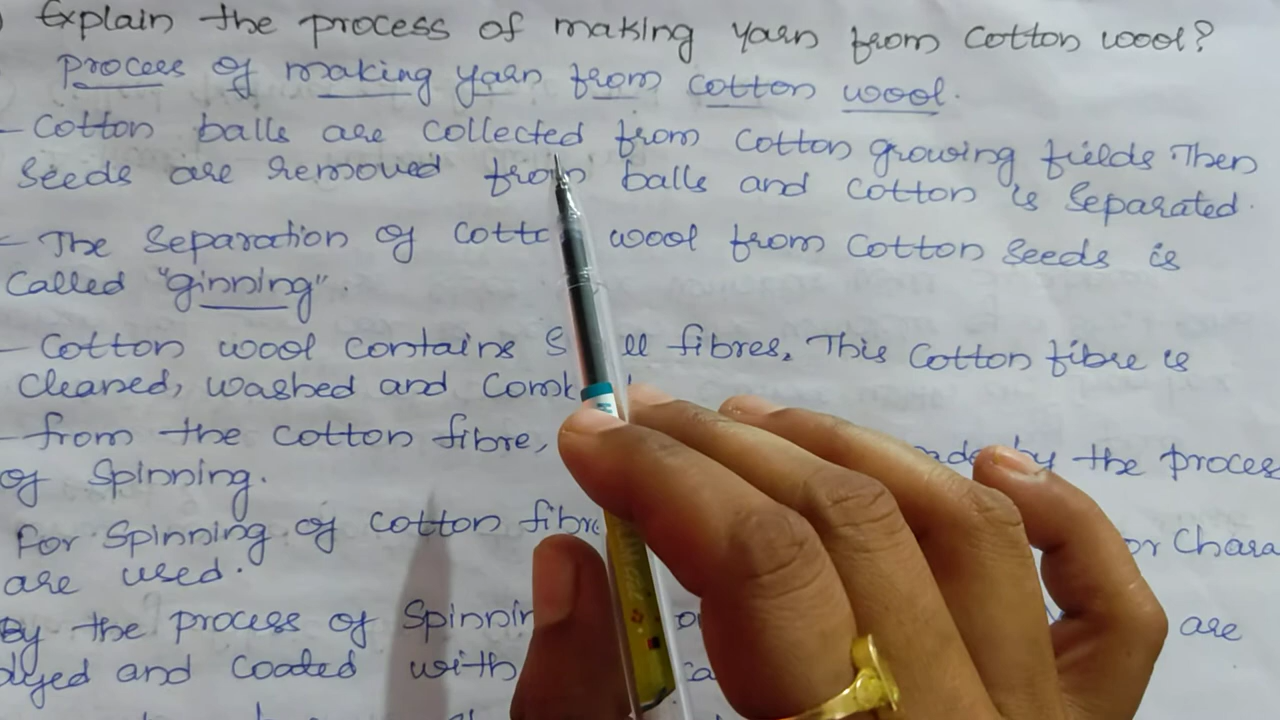 Explain the process of making yarn from cotton wool?
Process of making yarn from cotton wool.
- Cotton balls are collected from cotton growing fields. Then
seeds are removed from balls and cotton is separated.
- The separation of wool from cotton seeds is
called "ginning".
- Cotton wool contains fibres. This cotton fibre is
cleaned, washed and
- from the cotton fibre, by the process
of spinning.
For spinning of cotton or
are used.
By the process of are
dyed and coated with